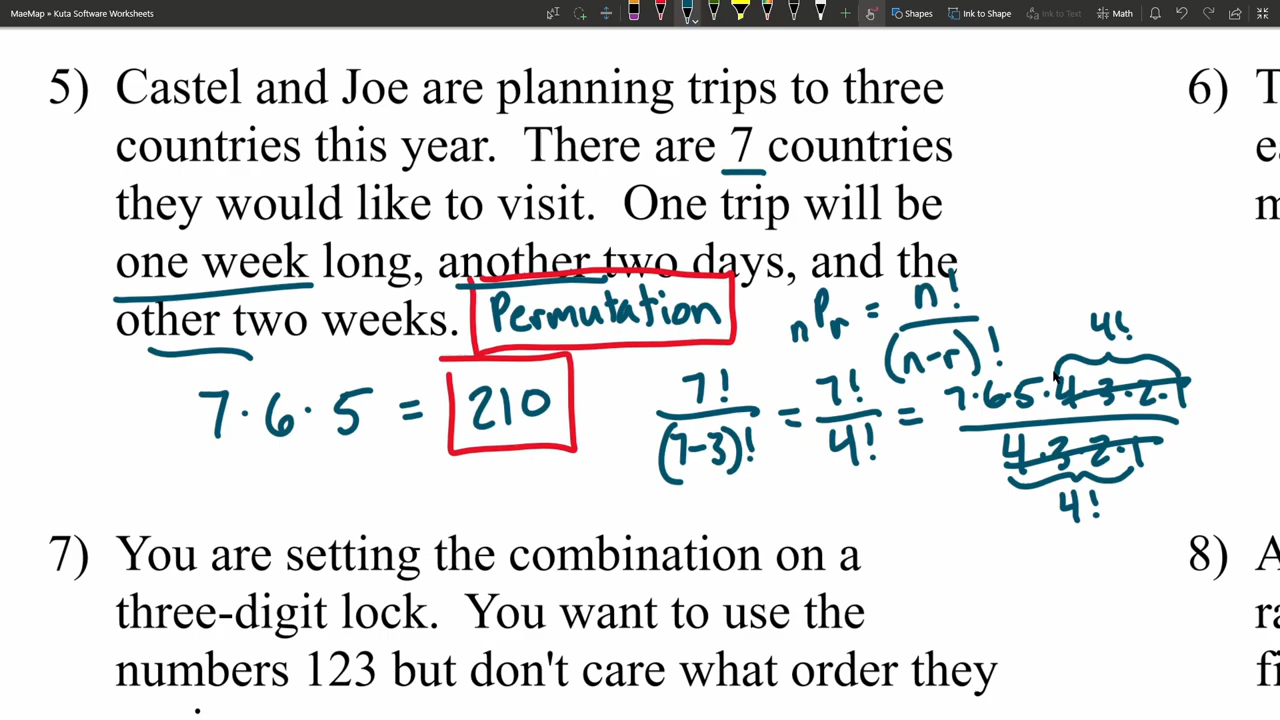 MaeMap » Kuta Software Worksheets
Shapes Ink to Shape Ink to Text Math
5) Castel and Joe are planning trips to three
countries this year. There are 7 countries
they would like to visit. One trip will be
one week long, another two days, and the
other two weeks.
Permutation
nPr = n! / (n-r)!
7·6·5 = 210
7! / (7-3)! = 7! / 4! = 7·6·5·4·3·2·1 / 4·3·2·1
4!
4!
6) T
7) You are setting the combination on a
three-digit lock. You want to use the
numbers 123 but don't care what order they
8) A